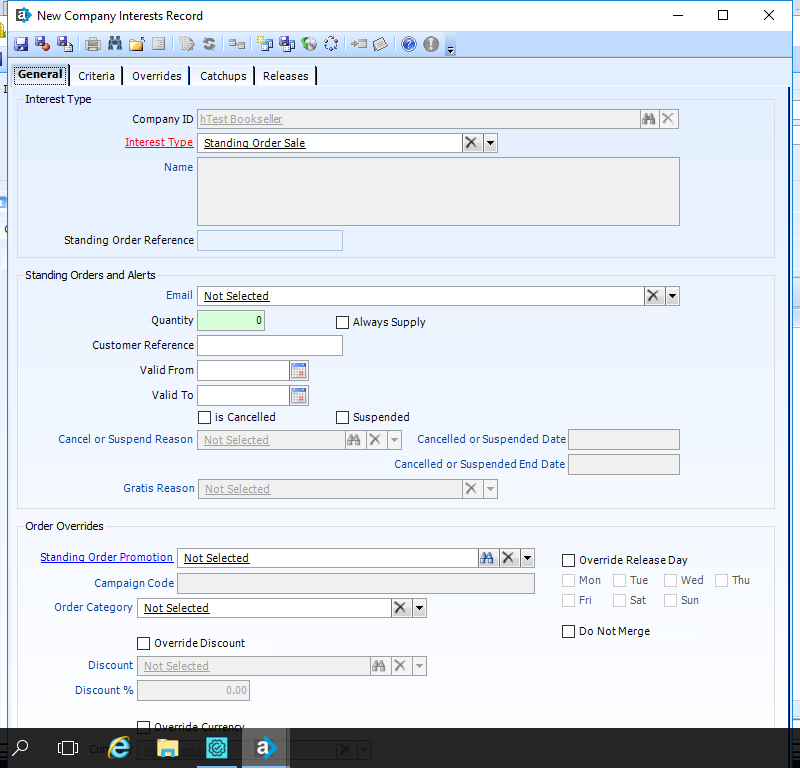 New Company Interests Record
General Criteria Overrides Catchups Releases
Interest Type
Company ID hTest Bookseller
Interest Type Standing Order Sale
Name
Standing Order Reference
Standing Orders and Alerts
Email Not Selected
Quantity 0 Always Supply
Customer Reference
Valid From
Valid To
is Cancelled Suspended
Cancel or Suspend Reason Not Selected Cancelled or Suspended Date
Cancelled or Suspended End Date
Gratis Reason Not Selected
Order Overrides
Standing Order Promotion Not Selected Override Release Day
Campaign Code Mon Tue Wed Thu
Order Category Not Selected Fri Sat Sun
Do Not Merge
Override Discount
Discount Not Selected
Discount % 0.00
Override Currency
Not Selected